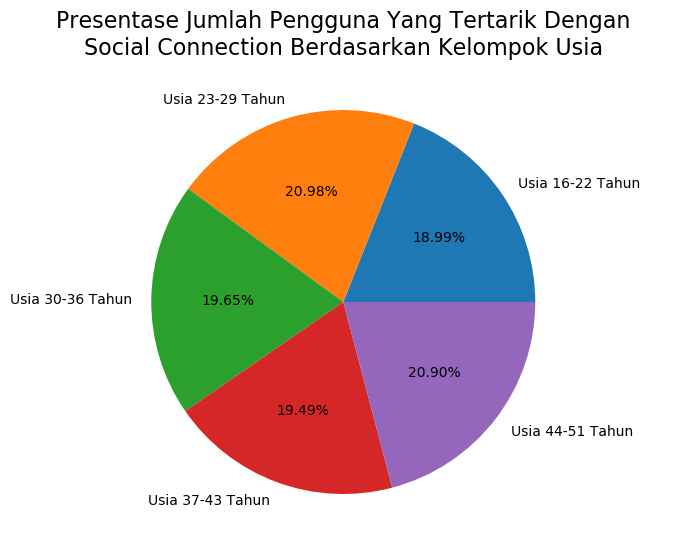 Presentase Jumlah Pengguna Yang Tertarik Dengan
Social Connection Berdasarkan Kelompok Usia
Usia 23-29 Tahun
Usia 16-22 Tahun
20.98%
18.99%
Usia 30-36 Tahun
19.65%
20.90%
19.49%
Usia 44-51 Tahun
Usia 37-43 Tahun